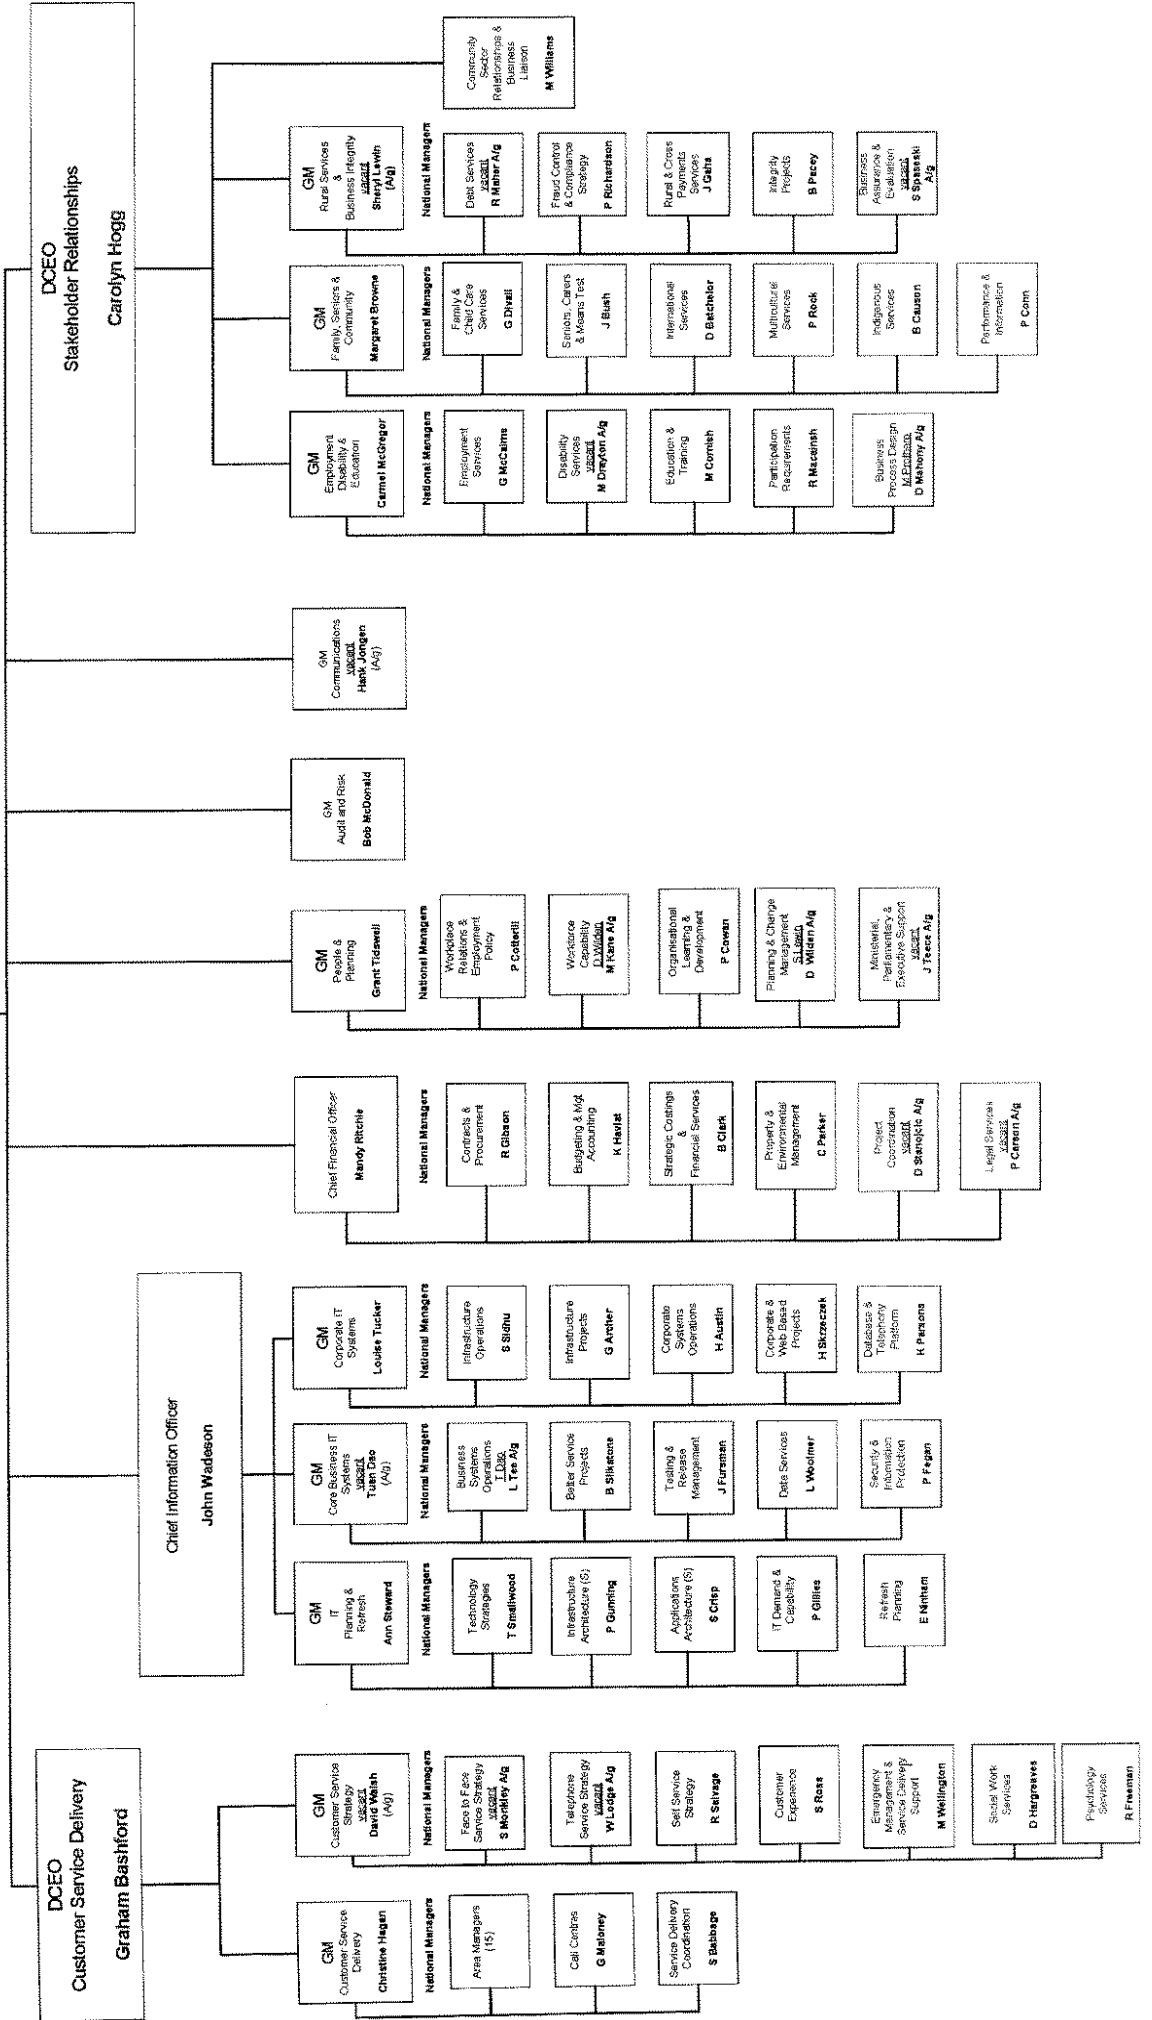 DCEO
Customer Service Delivery
Graham Bashford
GM
Customer Service
Delivery
Christine Hagan
National Managers
Area Managers
(15)
Call Centres
G Maloney
Service Delivery
Coordination
S Babbage
GM
Customer Service
Strategy
vacant
David Walsh
(A/g)
National Managers
Face to Face
Service Strategy
vacant
S Monkley A/g
Telephone
Service Strategy
vacant
W Lodge A/g
Self Service
Strategy
R Salvage
Customer
Experience
S Ross
Emergency
Management &
Service Delivery
Support
M Wellington
Social Work
Services
D Hargreaves
Psychology
Services
R Freeman
Chief Information Officer
John Wadeson
GM
IT
Planning &
Refresh
Ann Steward
National Managers
Technology
Strategies
T Smallwood
Infrastructure
Architecture (S)
P Gunning
Applications
Architecture (S)
S Crisp
IT Demand &
Capability
P Gillies
Refresh
Planning
E Ninham
GM
Core Business IT
Systems
vacant
Tuan Dao
(A/g)
National Managers
Business
Systems
Operations
T Dao
L Tee A/g
Better Service
Projects
B Silkstone
Testing &
Release
Management
J Fursman
Data Services
L Woolmer
Security &
Information
Protection
P Fegan
GM
Corporate IT
Systems
Louise Tucker
National Managers
Infrastructure
Operations
S Sidhu
Infrastructure
Projects
G Archer
Corporate
Systems
Operations
H Austin
Corporate &
Web Based
Projects
H Skrzeczek
Database &
Telephony
Platform
K Parsons
Chief Financial Officer
Mandy Ritchie
National Managers
Contracts &
Procurement
R Gibson
Budgeting & Mgt
Accounting
K Havlat
Strategic Costings
&
Financial Services
B Clark
Property &
Environmental
Management
C Parker
Project
Coordination
vacant
D Stanojcic A/g
Legal Services
vacant
P Carson A/g
GM
People &
Planning
Grant Tidswell
National Managers
Workplace
Relations &
Employment
Policy
P Cotterill
Workforce
Capability
D Wilden
M Kane A/g
Organisational
Learning &
Development
P Cowan
Planning & Change
Management
S Lewin
D Wilden A/g
Ministerial,
Parliamentary &
Executive Support
vacant
J Teece A/g
GM
Audit and Risk
Bob McDonald
GM
Communications
vacant
Hank Jongen
(A/g)
DCEO
Stakeholder Relationships
Carolyn Hogg
GM
Employment
Disability &
Education
Carmel McGregor
National Managers
Employment
Services
G McCairns
Disability
Services
vacant
M Drayton A/g
Education &
Training
M Cornish
Participation
Requirements
R Macainsh
Business
Process Design
D Mahony A/g
GM
Family, Seniors &
Community
Margaret Browne
National Managers
Family &
Child Care
Services
G Divall
Seniors, Carers
& Means Test
J Bush
International
Services
D Batchelor
Multicultural
Services
P Rock
Indigenous
Services
B Causon
Performance &
Information
P Conn
GM
Rural Services
&
Business Integrity
vacant
Sheryl Lewin
(A/g)
National Managers
Debt Services
vacant
R Maher A/g
Fraud Control
& Compliance
Strategy
P Richardson
Rural & Cross
Payments
Services
J Gaha
Integrity
Projects
B Pacey
Business
Assurance &
Evaluation
vacant
S Spaseski
A/g
Community
Sector
Relationships &
Business
Liaison
M Williams